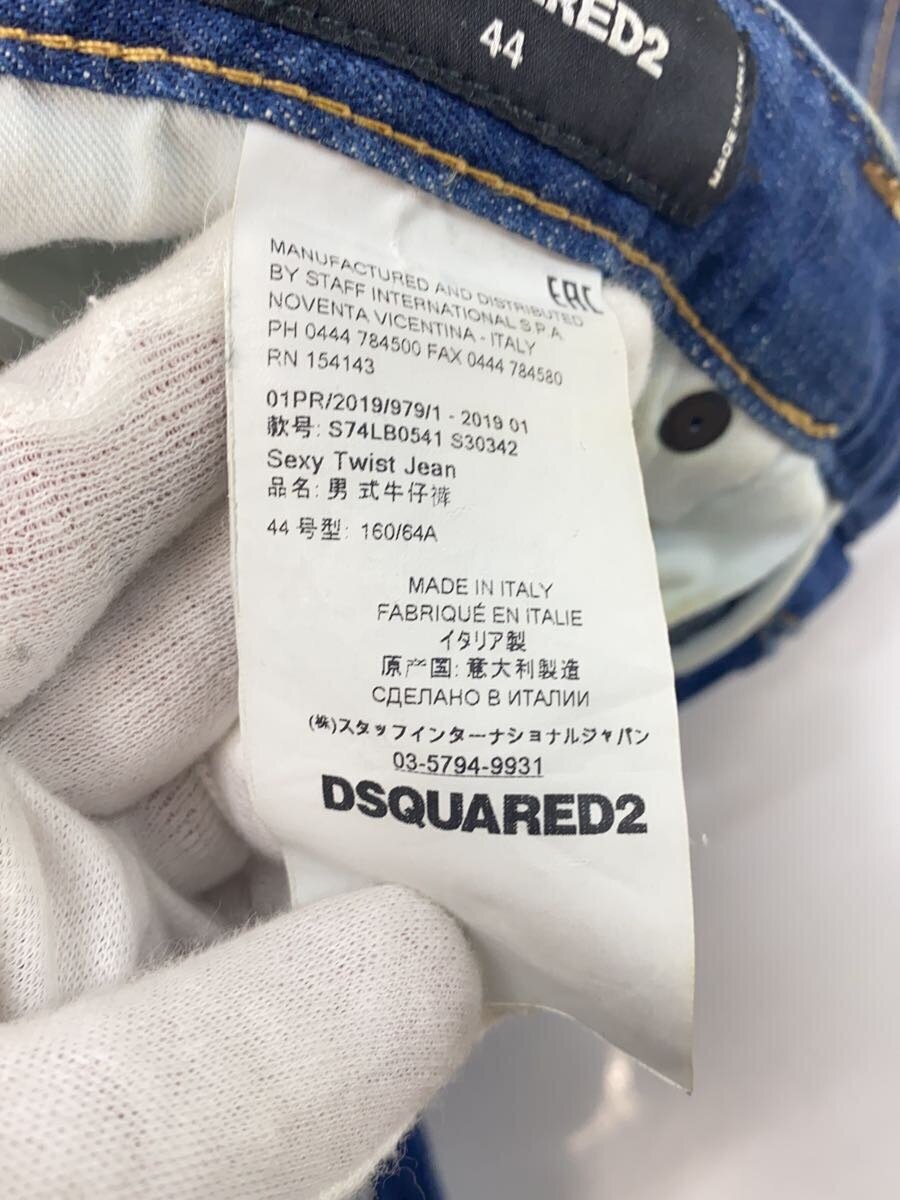 RED2
44
MADE IN ITALY
MANUFACTURED AND DISTRIBUTED
BY STAFF INTERNATIONAL S.P.A.
NOVENTA VICENTINA - ITALY
PH 0444 784500 FAX 0444 784580
RN 154143
EAC
01PR/2019/979/1 - 2019 01
款号: S74LB0541 S30342
Sexy Twist Jean
品名: 男 式牛仔裤
44 号型: 160/64A
MADE IN ITALY
FABRIQUÉ EN ITALIE
イタリア製
原产国: 意大利製造
СДЕЛАНО В ИТАЛИИ
(株)スタッフインターナショナルジャパン
03-5794-9931
DSQUARED2